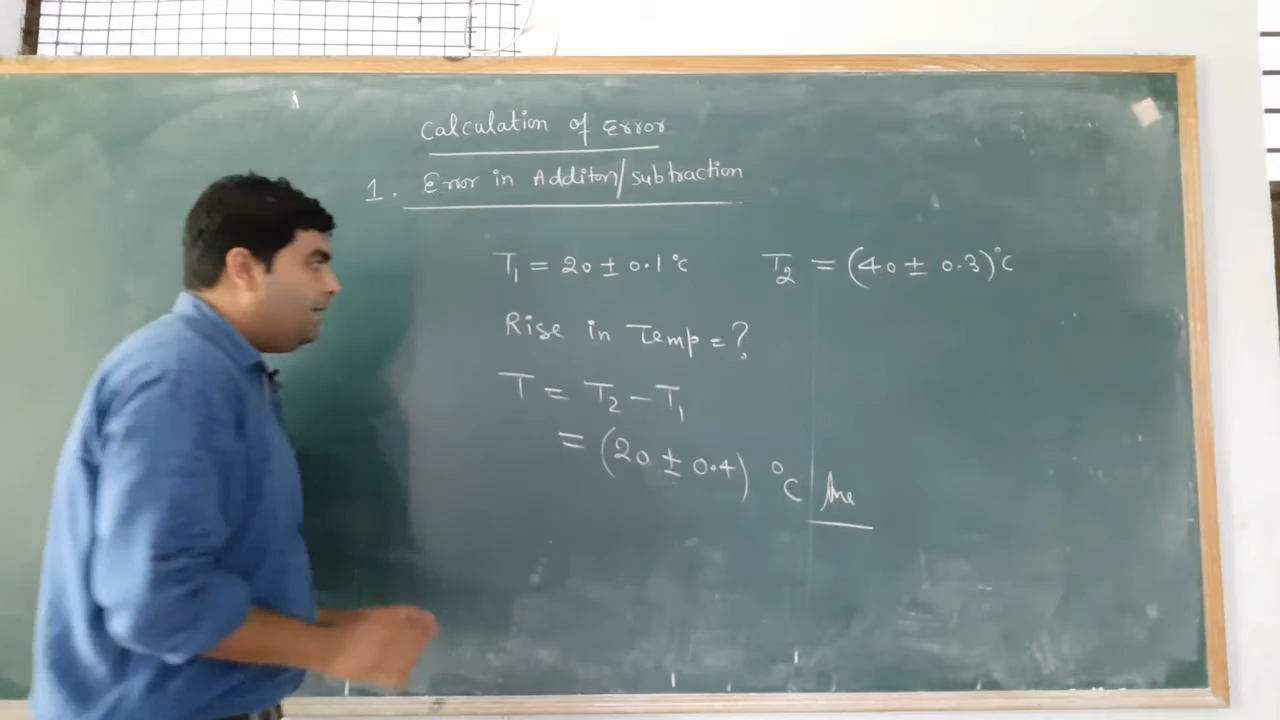 Calculation of Error
1. Error in Additon/subtraction
T₁ = 20 ± 0.1 °C T₂ = (40 ± 0.3)°C
Rise in Temp = ?
T = T₂ - T₁
= (20 ± 0.4) °C Ans